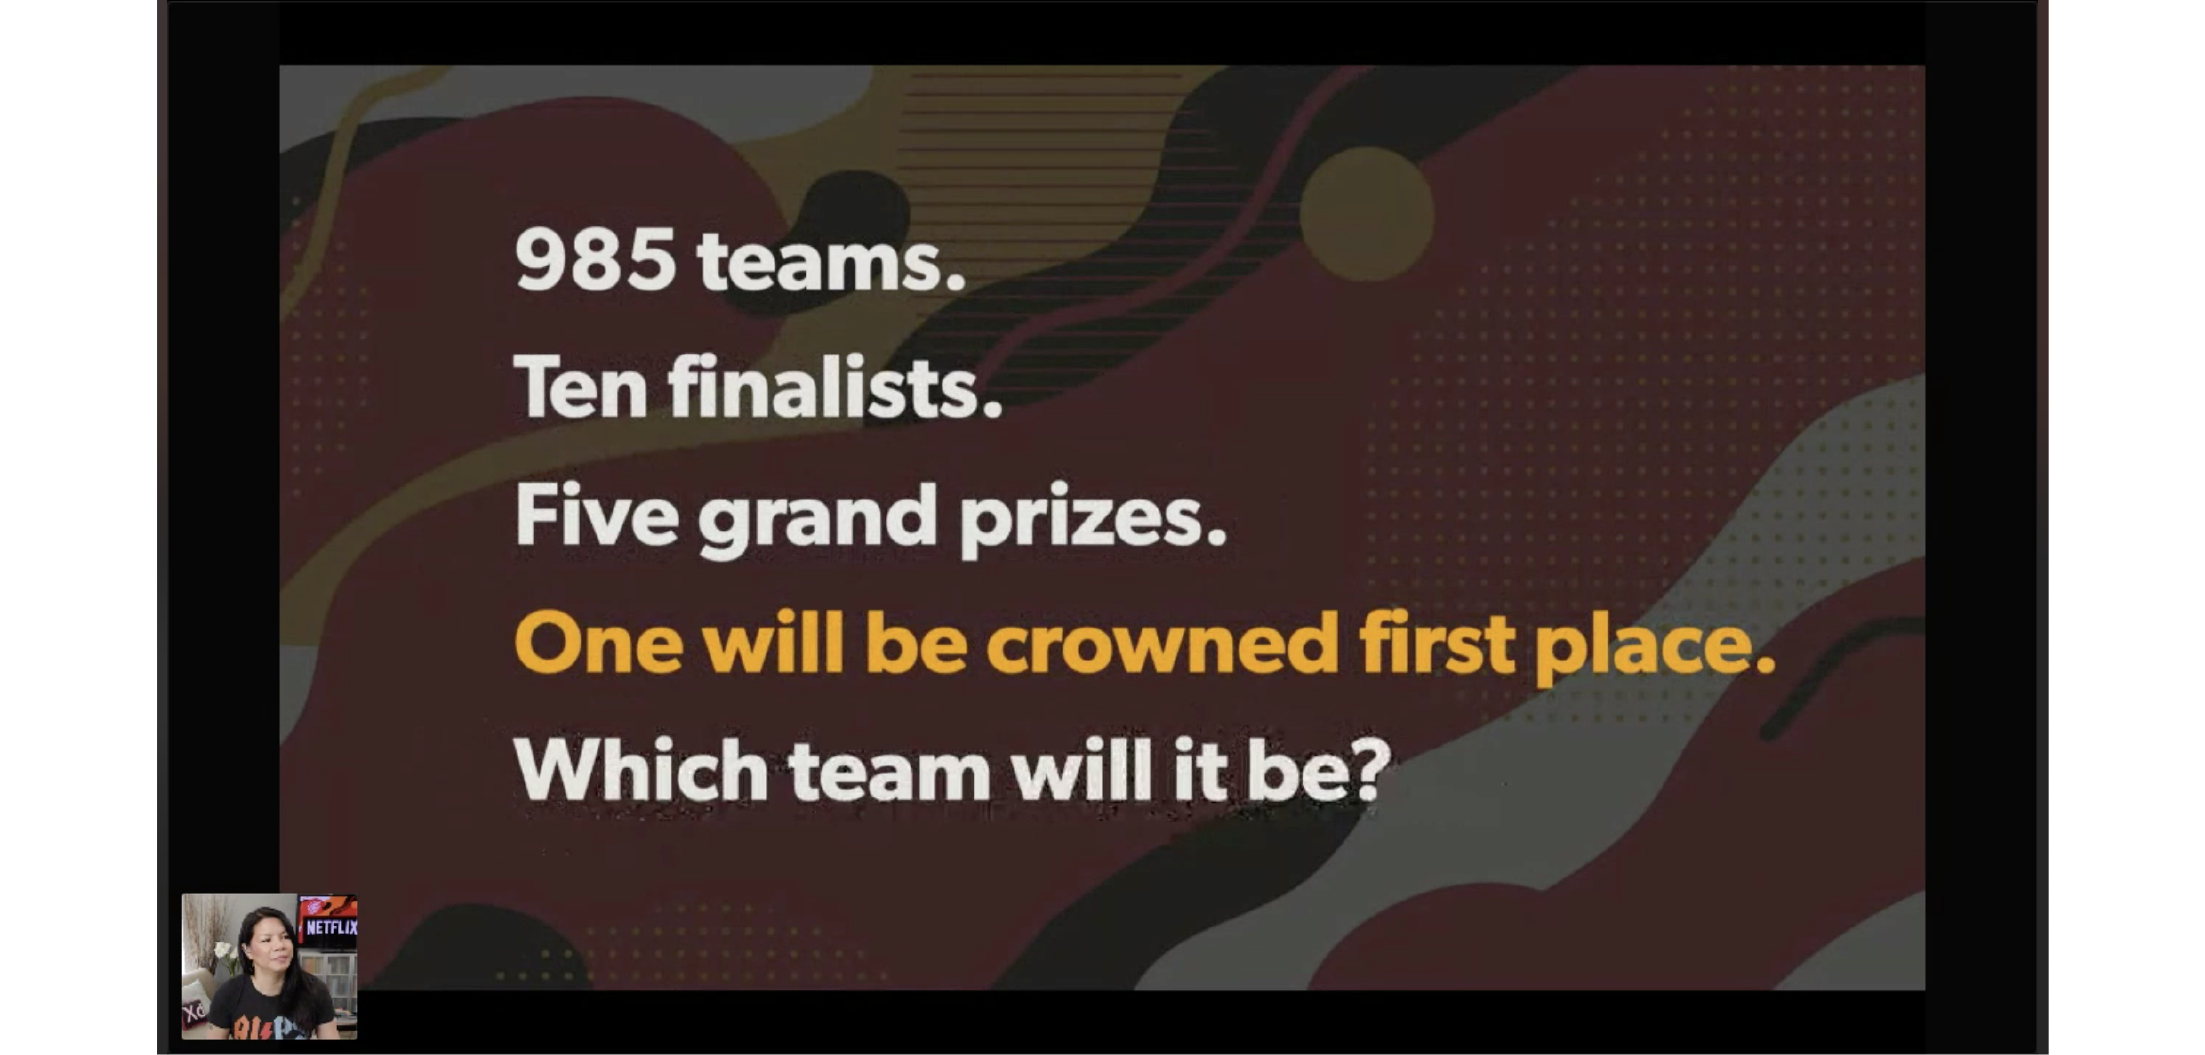 985 teams.
Ten finalists.
Five grand prizes.
One will be crowned first place.
Which team will it be?
NETFLIX
Xd